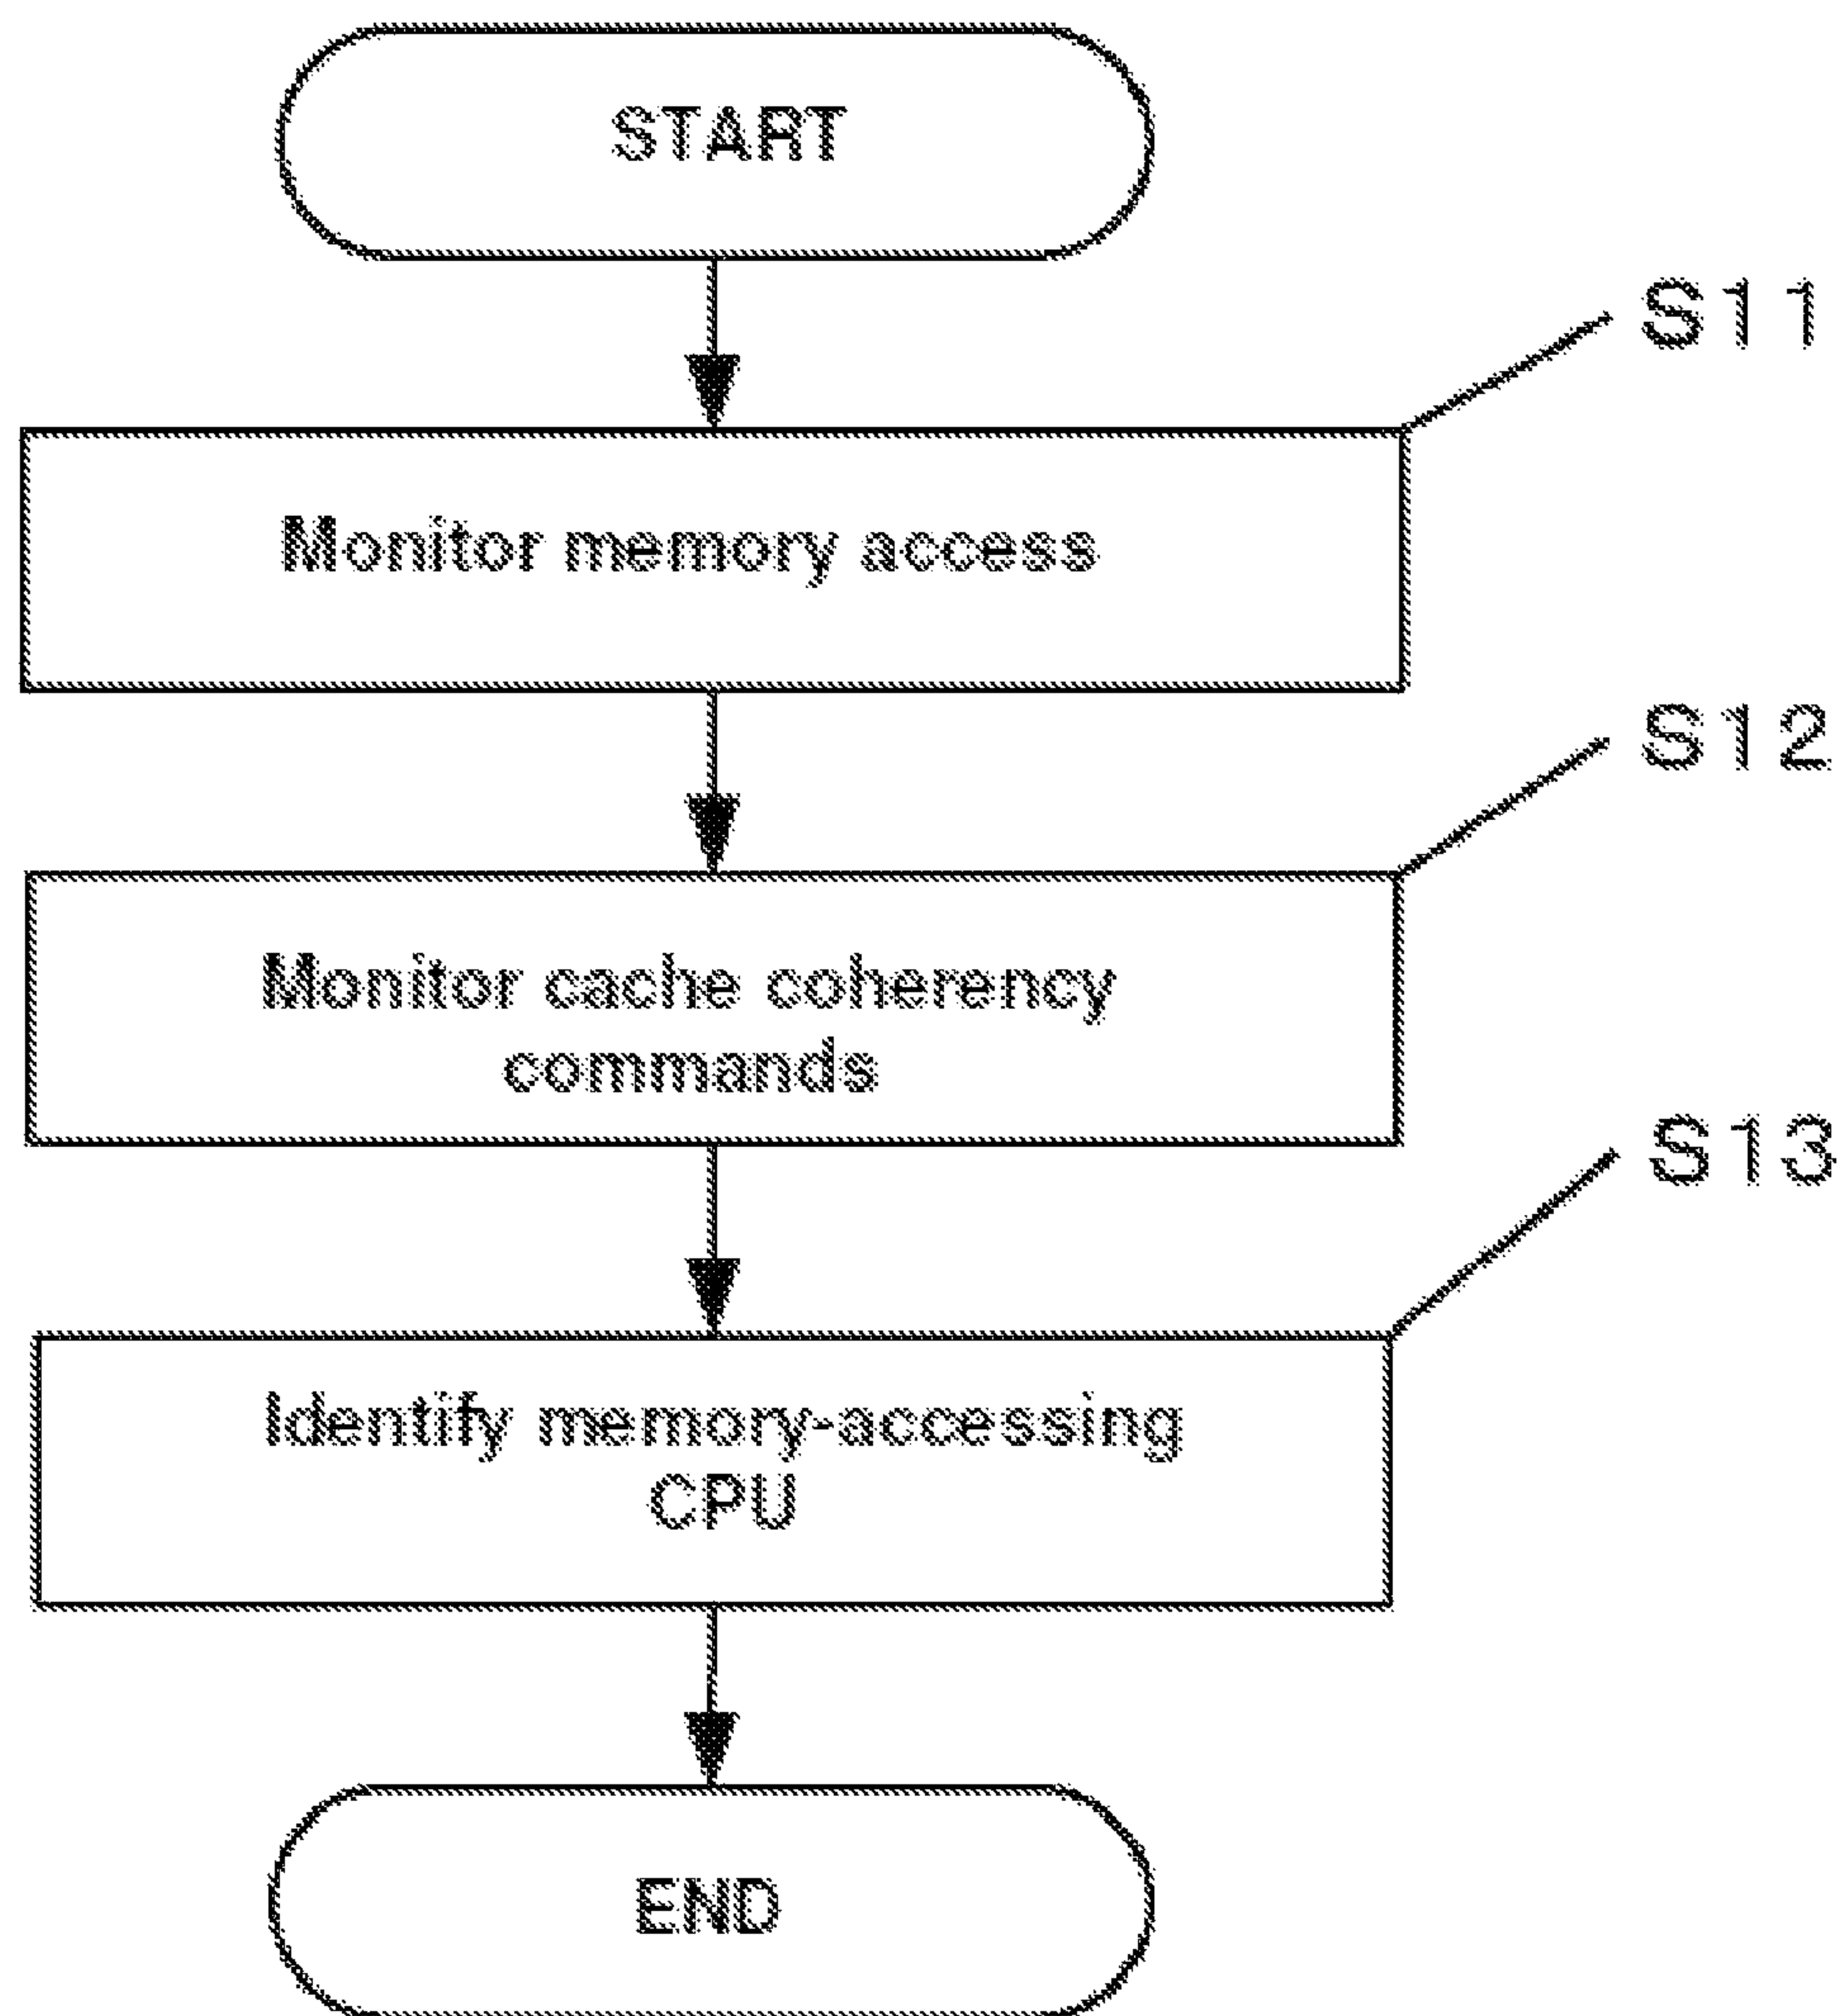 START
S11
Monitor memory access
S12
Monitor cache coherency
commands
S13
Identify memory-accessing
CPU
END